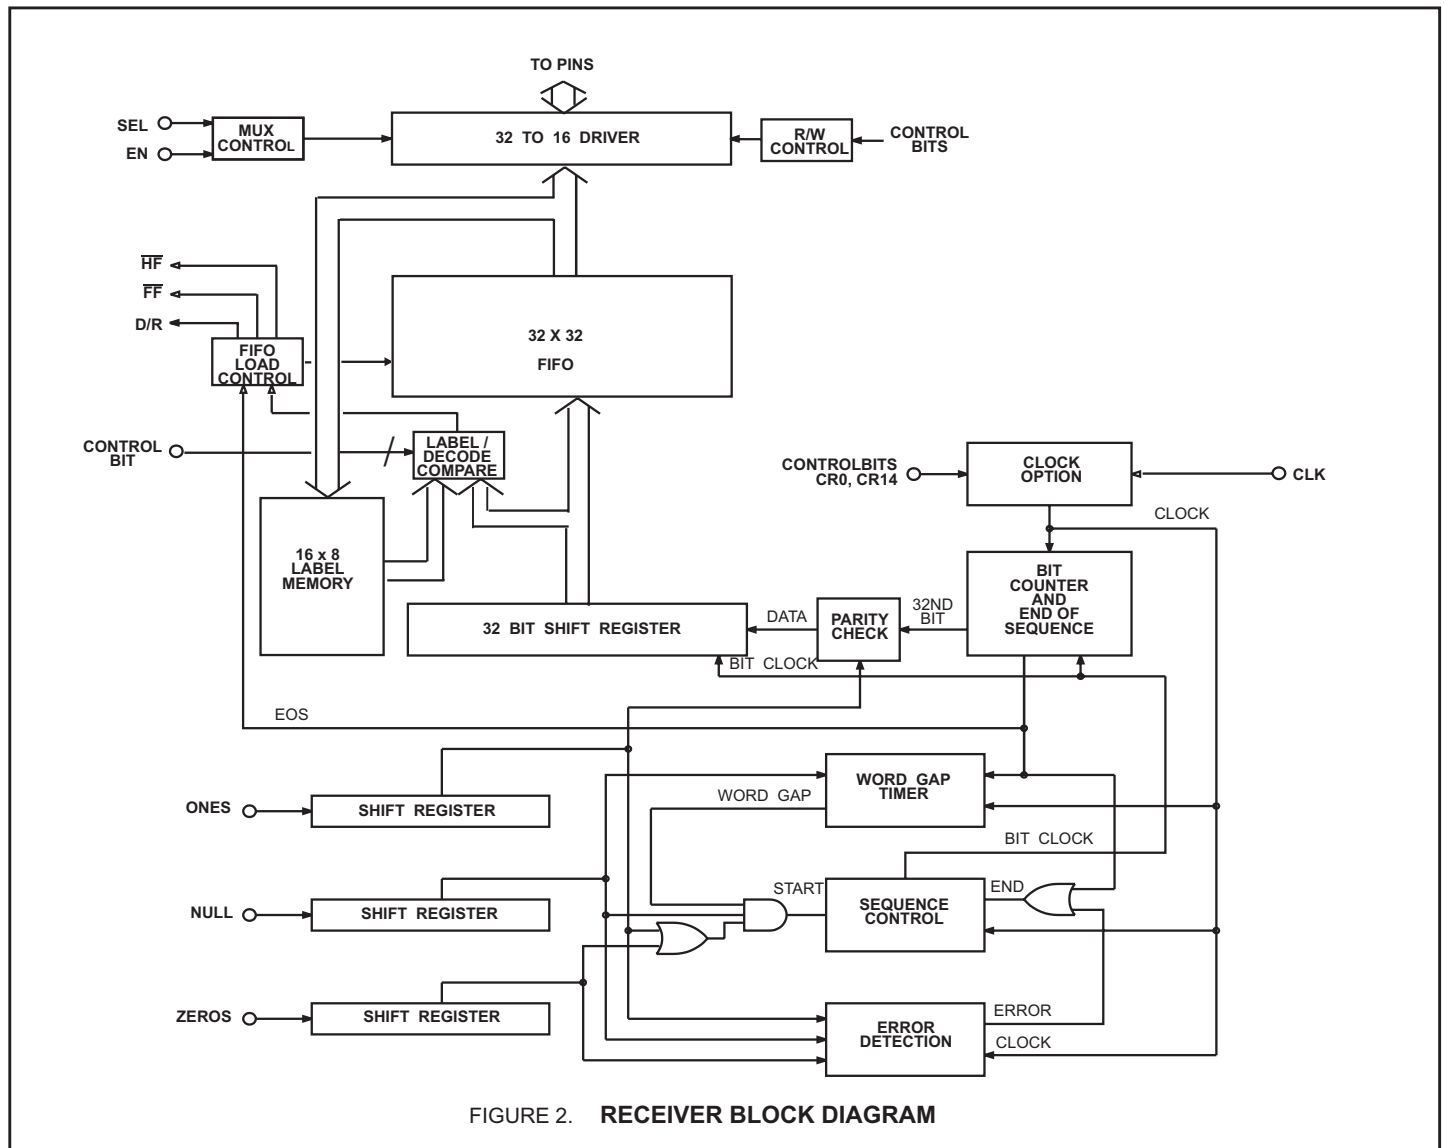 TO PINS
SEL
EN
MUX
CONTROL
32 TO 16 DRIVER
R/W
CONTROL
CONTROL
BITS
HF
FF
D/R
FIFO
LOAD
CONTROL
32 X 32
FIFO
CONTROL
BIT
LABEL /
DECODE
COMPARE
CONTROLBITS
CR0, CR14
CLOCK
OPTION
CLK
CLOCK
16 x 8
LABEL
MEMORY
BIT
COUNTER
AND
END OF
SEQUENCE
32 BIT SHIFT REGISTER
DATA
PARITY
CHECK
32ND
BIT
BIT CLOCK
EOS
WORD GAP
TIMER
WORD GAP
ONES
SHIFT REGISTER
BIT CLOCK
START
SEQUENCE
CONTROL
END
NULL
SHIFT REGISTER
ZEROS
SHIFT REGISTER
ERROR
DETECTION
ERROR
CLOCK
FIGURE 2. RECEIVER BLOCK DIAGRAM